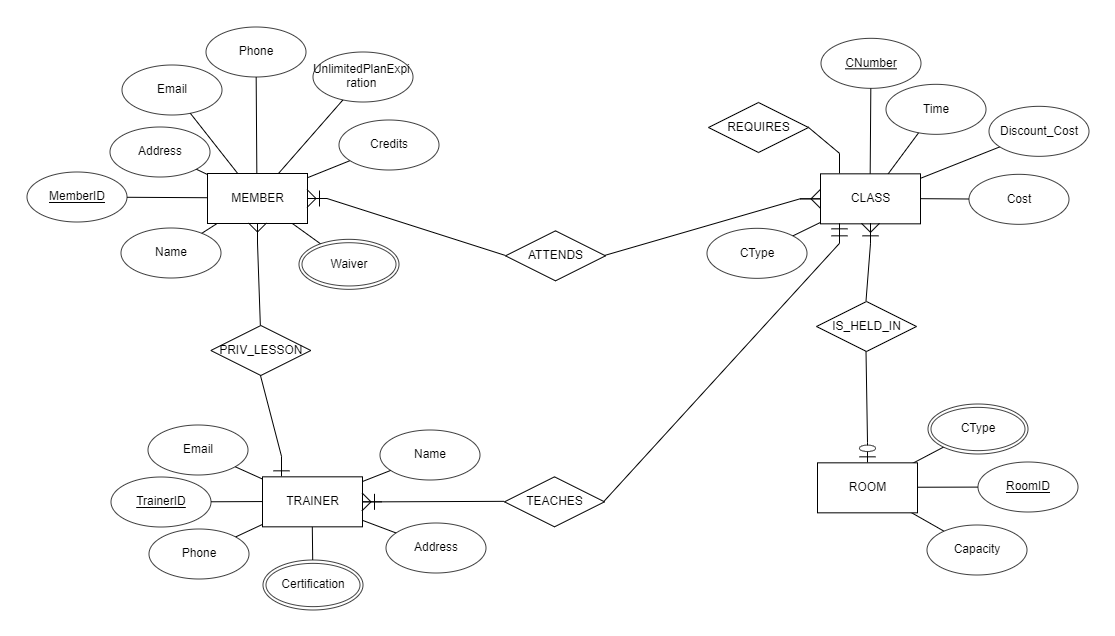 Phone
UnlimitedPlanExpi
ration
CNumber
Email
Time
REQUIRES
Discount_Cost
Address
Credits
MemberID
MEMBER
CLASS
Cost
Name
Waiver
ATTENDS
CType
IS_HELD_IN
PRIV_LESSON
CType
Email
Name
TrainerID
TRAINER
TEACHES
ROOM
RoomID
Phone
Address
Capacity
Certification